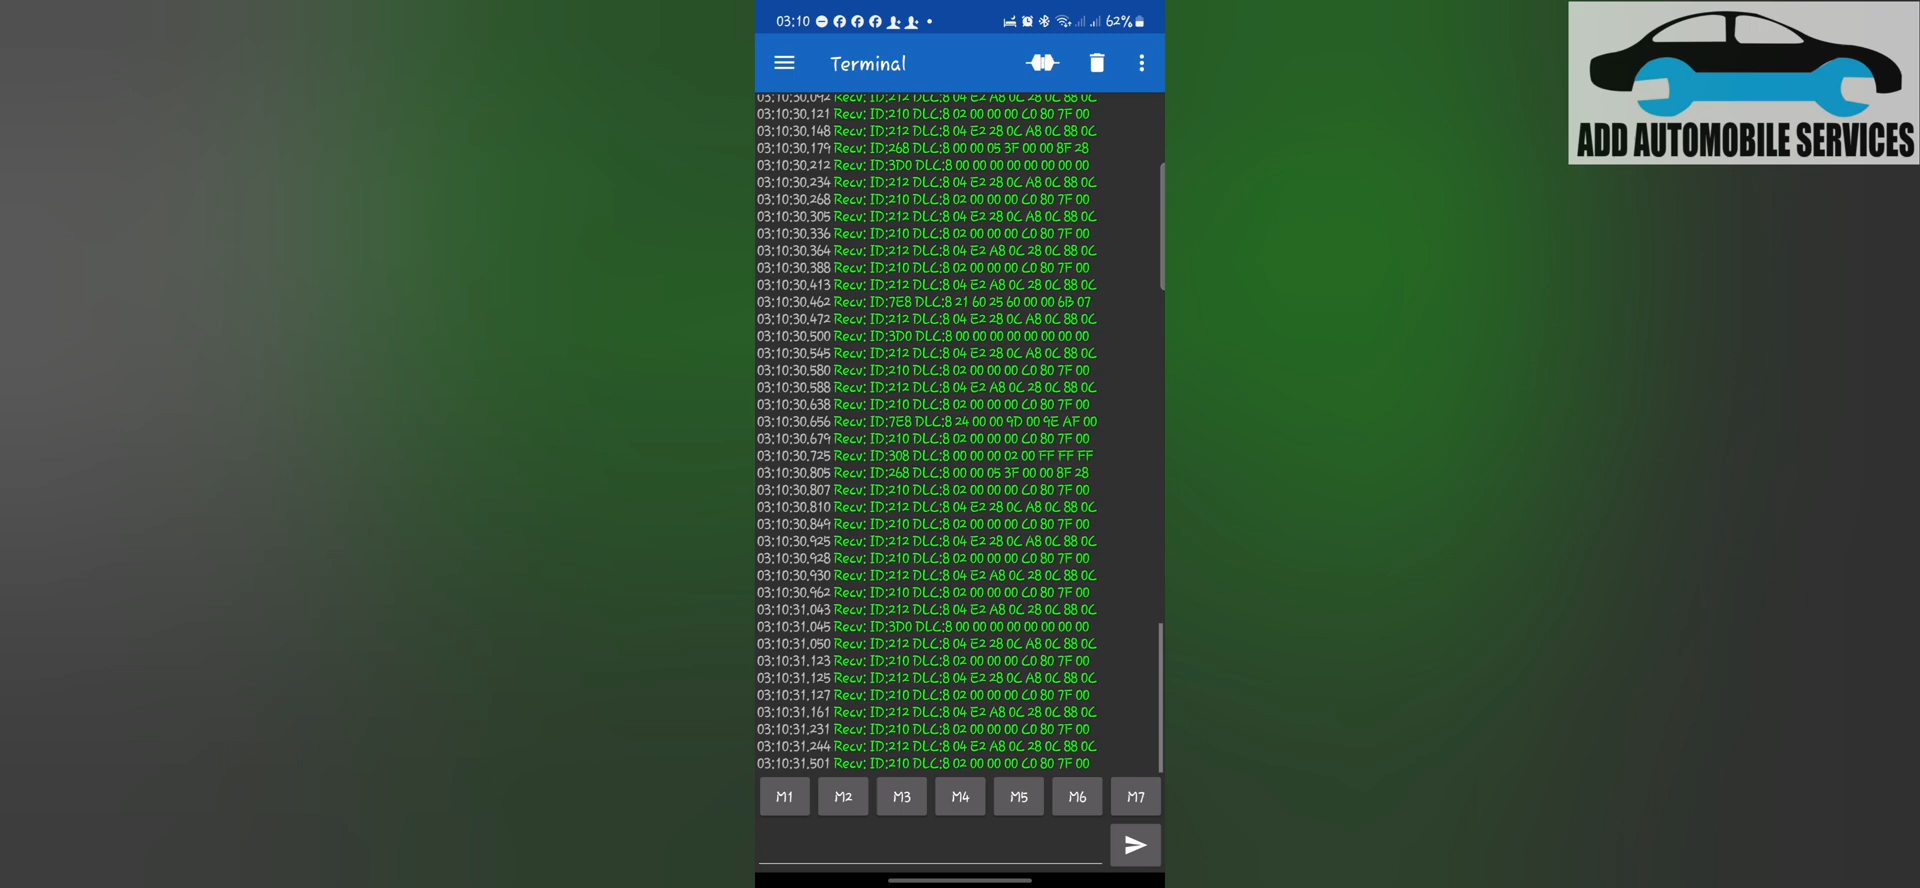 03:10 62%
ADD AUTOMOBILE SERVICES
Terminal
03:10:30.092 Recv: ID:212 DLC:8 04 E2 A8 0C 28 0C 88 0C
03:10:30.121 Recv: ID:210 DLC:8 02 00 00 00 C0 80 7F 00
03:10:30.148 Recv: ID:212 DLC:8 04 E2 28 0C A8 0C 88 0C
03:10:30.179 Recv: ID:268 DLC:8 00 00 05 3F 00 00 8F 28
03:10:30.212 Recv: ID:3D0 DLC:8 00 00 00 00 00 00 00 00
03:10:30.234 Recv: ID:212 DLC:8 04 E2 28 0C A8 0C 88 0C
03:10:30.268 Recv: ID:210 DLC:8 02 00 00 00 C0 80 7F 00
03:10:30.305 Recv: ID:212 DLC:8 04 E2 28 0C A8 0C 88 0C
03:10:30.336 Recv: ID:210 DLC:8 02 00 00 00 C0 80 7F 00
03:10:30.364 Recv: ID:212 DLC:8 04 E2 A8 0C 28 0C 88 0C
03:10:30.388 Recv: ID:210 DLC:8 02 00 00 00 C0 80 7F 00
03:10:30.413 Recv: ID:212 DLC:8 04 E2 A8 0C 28 0C 88 0C
03:10:30.462 Recv: ID:7E8 DLC:8 21 60 25 60 00 00 6B 07
03:10:30.472 Recv: ID:212 DLC:8 04 E2 28 0C A8 0C 88 0C
03:10:30.500 Recv: ID:3D0 DLC:8 00 00 00 00 00 00 00 00
03:10:30.545 Recv: ID:212 DLC:8 04 E2 28 0C A8 0C 88 0C
03:10:30.580 Recv: ID:210 DLC:8 02 00 00 00 C0 80 7F 00
03:10:30.588 Recv: ID:212 DLC:8 04 E2 A8 0C 28 0C 88 0C
03:10:30.638 Recv: ID:210 DLC:8 02 00 00 00 C0 80 7F 00
03:10:30.656 Recv: ID:7E8 DLC:8 24 00 00 9D 00 9E AF 00
03:10:30.679 Recv: ID:210 DLC:8 02 00 00 00 C0 80 7F 00
03:10:30.725 Recv: ID:308 DLC:8 00 00 00 02 00 FF FF FF
03:10:30.805 Recv: ID:268 DLC:8 00 00 05 3F 00 00 8F 28
03:10:30.807 Recv: ID:210 DLC:8 02 00 00 00 C0 80 7F 00
03:10:30.810 Recv: ID:212 DLC:8 04 E2 28 0C A8 0C 88 0C
03:10:30.849 Recv: ID:210 DLC:8 02 00 00 00 C0 80 7F 00
03:10:30.925 Recv: ID:212 DLC:8 04 E2 28 0C A8 0C 88 0C
03:10:30.928 Recv: ID:210 DLC:8 02 00 00 00 C0 80 7F 00
03:10:30.930 Recv: ID:212 DLC:8 04 E2 A8 0C 28 0C 88 0C
03:10:30.962 Recv: ID:210 DLC:8 02 00 00 00 C0 80 7F 00
03:10:31.043 Recv: ID:212 DLC:8 04 E2 A8 0C 28 0C 88 0C
03:10:31.045 Recv: ID:3D0 DLC:8 00 00 00 00 00 00 00 00
03:10:31.050 Recv: ID:212 DLC:8 04 E2 28 0C A8 0C 88 0C
03:10:31.123 Recv: ID:210 DLC:8 02 00 00 00 C0 80 7F 00
03:10:31.125 Recv: ID:212 DLC:8 04 E2 28 0C A8 0C 88 0C
03:10:31.127 Recv: ID:210 DLC:8 02 00 00 00 C0 80 7F 00
03:10:31.161 Recv: ID:212 DLC:8 04 E2 A8 0C 28 0C 88 0C
03:10:31.231 Recv: ID:210 DLC:8 02 00 00 00 C0 80 7F 00
03:10:31.244 Recv: ID:212 DLC:8 04 E2 A8 0C 28 0C 88 0C
03:10:31.501 Recv: ID:210 DLC:8 02 00 00 00 C0 80 7F 00
M1 M2 M3 M4 M5 M6 M7